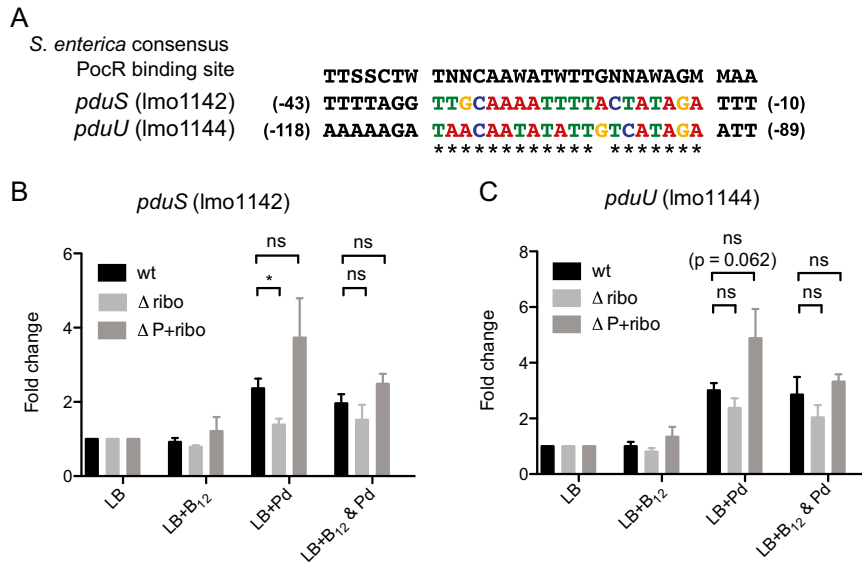 A
S. enterica consensus
PocR binding site
TTSSCTW TNNCAAWATWTTGNNAWAGM MAA
pduS (lmo1142) (-43) TTTTAGG TTGCAAAATTTTACTATAGA TTT (-10)
pduU (lmo1144) (-118) AAAAAGA TAACAATATATTGTCATAGA ATT (-89)
************ *******
B
pduS (lmo1142)
Fold change
6
4
2
0
wt
Δ ribo
Δ P+ribo
ns
*
ns
ns
LB
LB+B12
LB+Pd
LB+B12 & Pd
C
pduU (lmo1144)
Fold change
8
6
4
2
0
wt
Δ ribo
Δ P+ribo
ns
(p = 0.062)
ns
ns
ns
LB
LB+B12
LB+Pd
LB+B12 & Pd